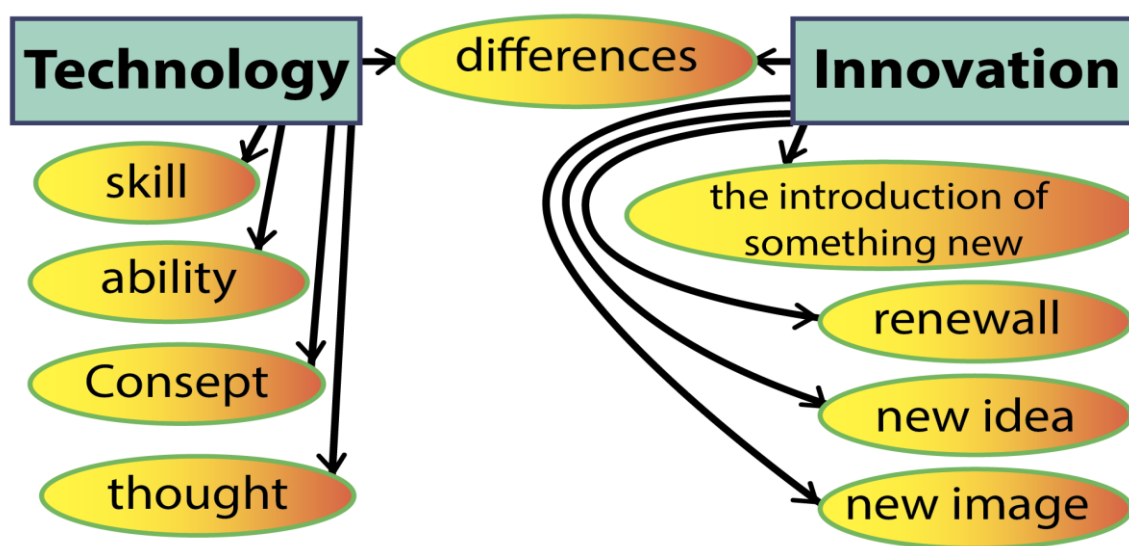 Technology
differences
Innovation
skill
ability
Consept
thought
the introduction of
something new
renewall
new idea
new image